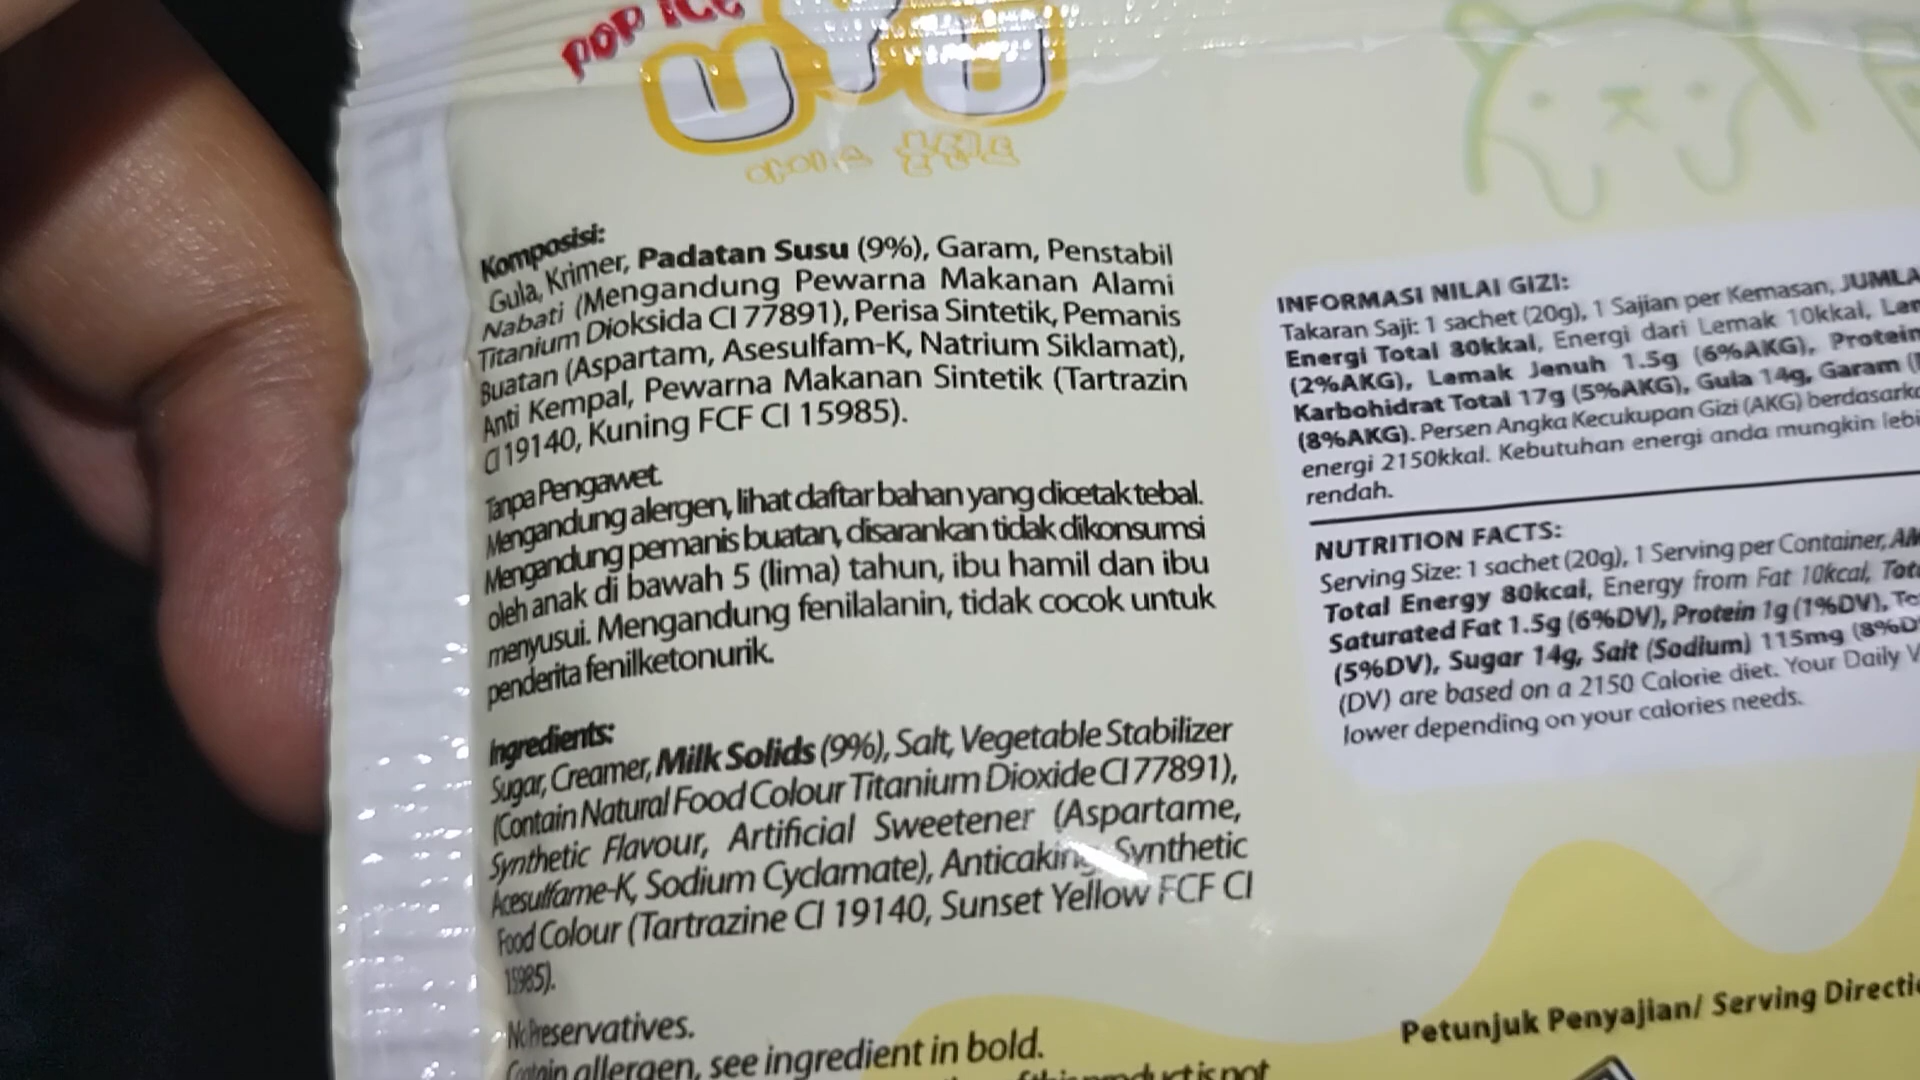 POP ICE
UYU
Komposisi:
Gula, Krimer, Padatan Susu (9%), Garam, Penstabil
Nabati (Mengandung Pewarna Makanan Alami
Titanium Dioksida CI 77891), Perisa Sintetik, Pemanis
Buatan (Aspartam, Asesulfam-K, Natrium Siklamat),
Anti Kempal, Pewarna Makanan Sintetik (Tartrazin
CI 19140, Kuning FCF CI 15985).
Tanpa Pengawet.
Mengandung alergen, lihat daftar bahan yang dicetak tebal.
Mengandung pemanis buatan, disarankan tidak dikonsumsi
oleh anak di bawah 5 (lima) tahun, ibu hamil dan ibu
menyusui. Mengandung fenilalanin, tidak cocok untuk
penderita fenilketonurik.
Ingredients:
Sugar, Creamer, Milk Solids (9%), Salt, Vegetable Stabilizer
(Contain Natural Food Colour Titanium Dioxide CI 77891),
Synthetic Flavour, Artificial Sweetener (Aspartame,
Acesulfame-K, Sodium Cyclamate), Anticaking, Synthetic
Food Colour (Tartrazine CI 19140, Sunset Yellow FCF CI
15985).
No Preservatives.
Contain allergen, see ingredient in bold.
product is not
INFORMASI NILAI GIZI:
Takaran Saji: 1 sachet (20g), 1 Sajian per Kemasan, JUMLA
Energi Total 80kkal, Energi dari Lemak 10kkal, Lem
(2%AKG), Lemak Jenuh 1.5g (6%AKG), Protein
Karbohidrat Total 17g (5%AKG), Gula 14g, Garam (
(8%AKG). Persen Angka Kecukupan Gizi (AKG) berdasarka
energi 2150kkal. Kebutuhan energi anda mungkin lebi
rendah.
NUTRITION FACTS:
Serving Size: 1 sachet (20g), 1 Serving per Container, AM
Total Energy 80kcal, Energy from Fat 10kcal, Tot
Saturated Fat 1.5g (6%DV), Protein 1g (1%DV), To
(5%DV), Sugar 14g, Salt (Sodium) 115mg (8%D
(DV) are based on a 2150 Calorie diet. Your Daily V
lower depending on your calories needs.
Petunjuk Penyajian/ Serving Directi